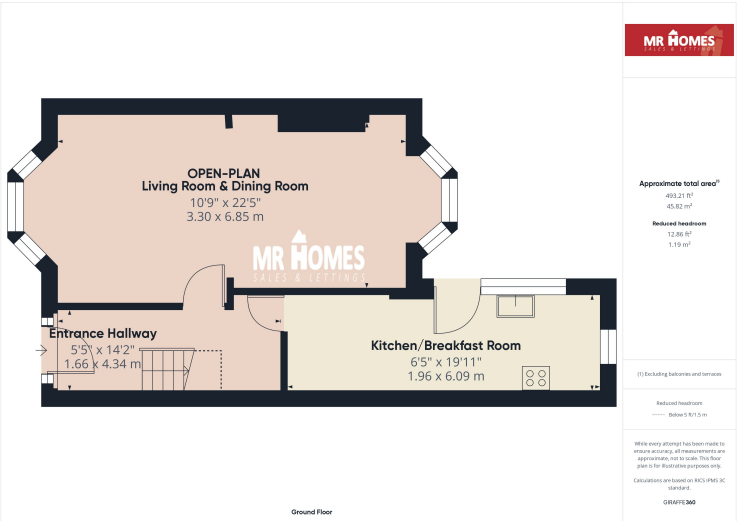 MR HOMES
SALES & LETTINGS
OPEN-PLAN
Living Room & Dining Room
10'9" x 22'5"
3.30 x 6.85 m
MR HOMES
SALES & LETTINGS
Entrance Hallway
5'5" x 14'2"
1.66 x 4.34 m
Kitchen/Breakfast Room
6'5" x 19'11"
1.96 x 6.09 m
Ground Floor
Approximate total area⁽¹⁾
493.21 ft²
45.82 m²
Reduced headroom
12.86 ft²
1.19 m²
(1) Excluding balconies and terraces
Reduced headroom
Below 5 ft/1.5 m
While every attempt has been made to
ensure accuracy, all measurements are
approximate, not to scale. This floor
plan is for illustrative purposes only.
Calculations are based on RICS IPMS 3C
standard.
GIRAFFE360